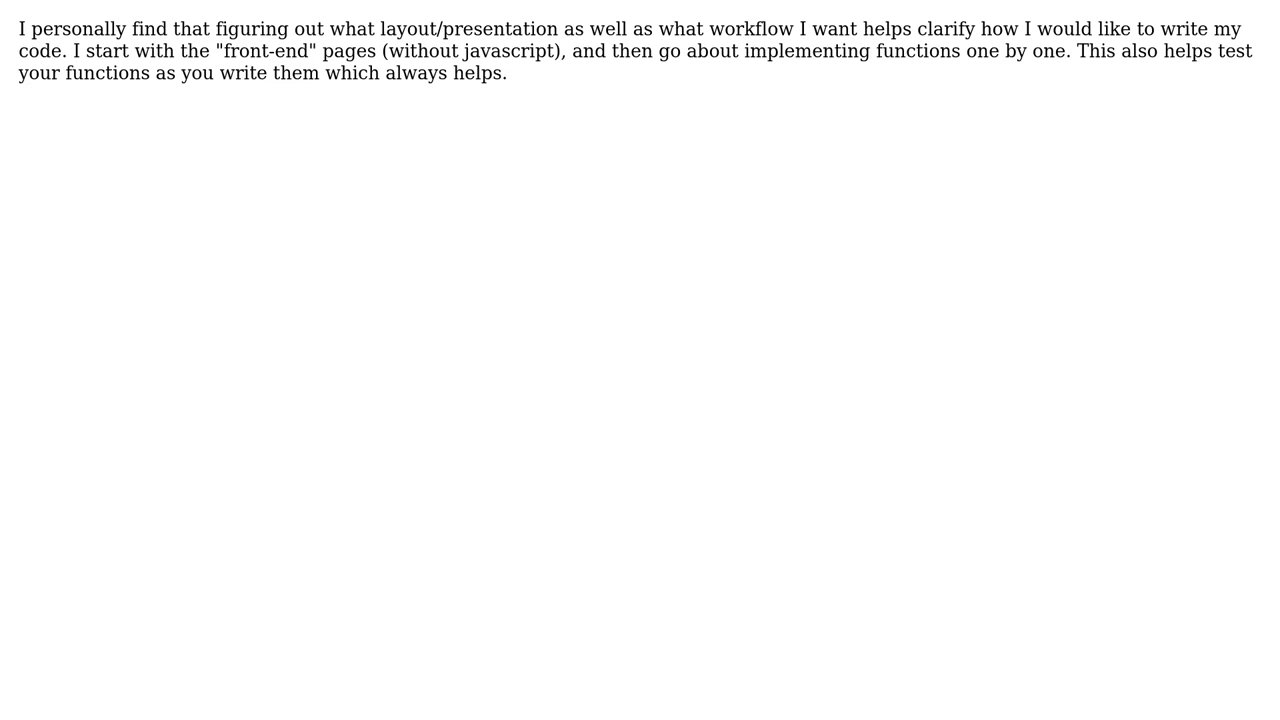 I personally find that figuring out what layout/presentation as well as what workflow I want helps clarify how I would like to write my
code. I start with the "front-end" pages (without javascript), and then go about implementing functions one by one. This also helps test
your functions as you write them which always helps.